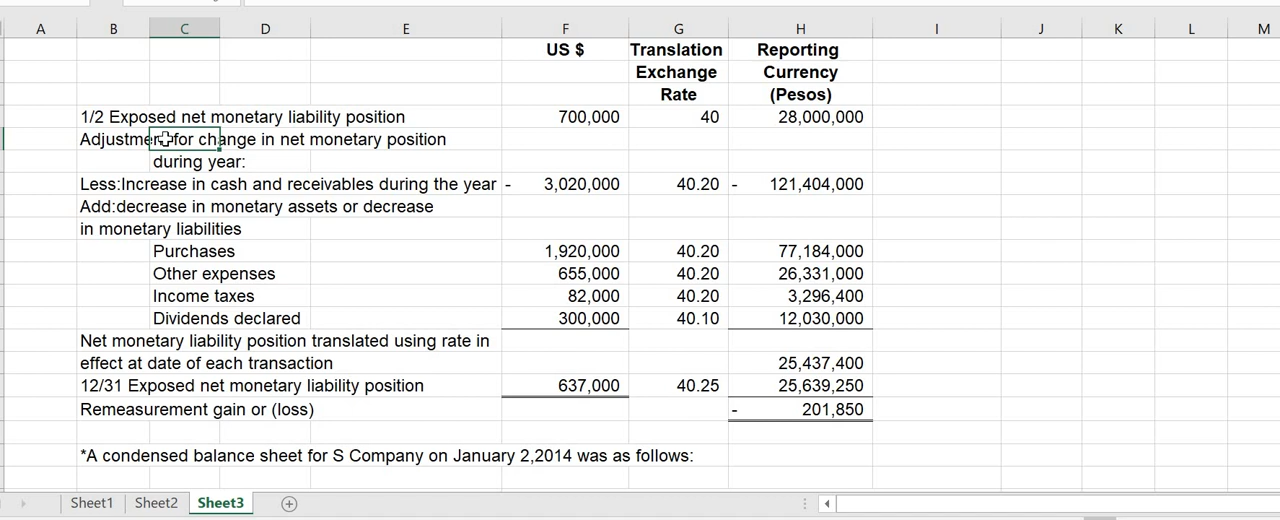 A B C D E F G H I J K L M
US $ Translation Reporting
Exchange Currency
Rate (Pesos)
1/2 Exposed net monetary liability position 700,000 40 28,000,000
Adjustment for change in net monetary position
during year:
Less:Increase in cash and receivables during the year - 3,020,000 40.20 - 121,404,000
Add:decrease in monetary assets or decrease
in monetary liabilities
Purchases 1,920,000 40.20 77,184,000
Other expenses 655,000 40.20 26,331,000
Income taxes 82,000 40.20 3,296,400
Dividends declared 300,000 40.10 12,030,000
Net monetary liability position translated using rate in
effect at date of each transaction 25,437,400
12/31 Exposed net monetary liability position 637,000 40.25 25,639,250
Remeasurement gain or (loss) - 201,850
*A condensed balance sheet for S Company on January 2,2014 was as follows:
Sheet1 Sheet2 Sheet3